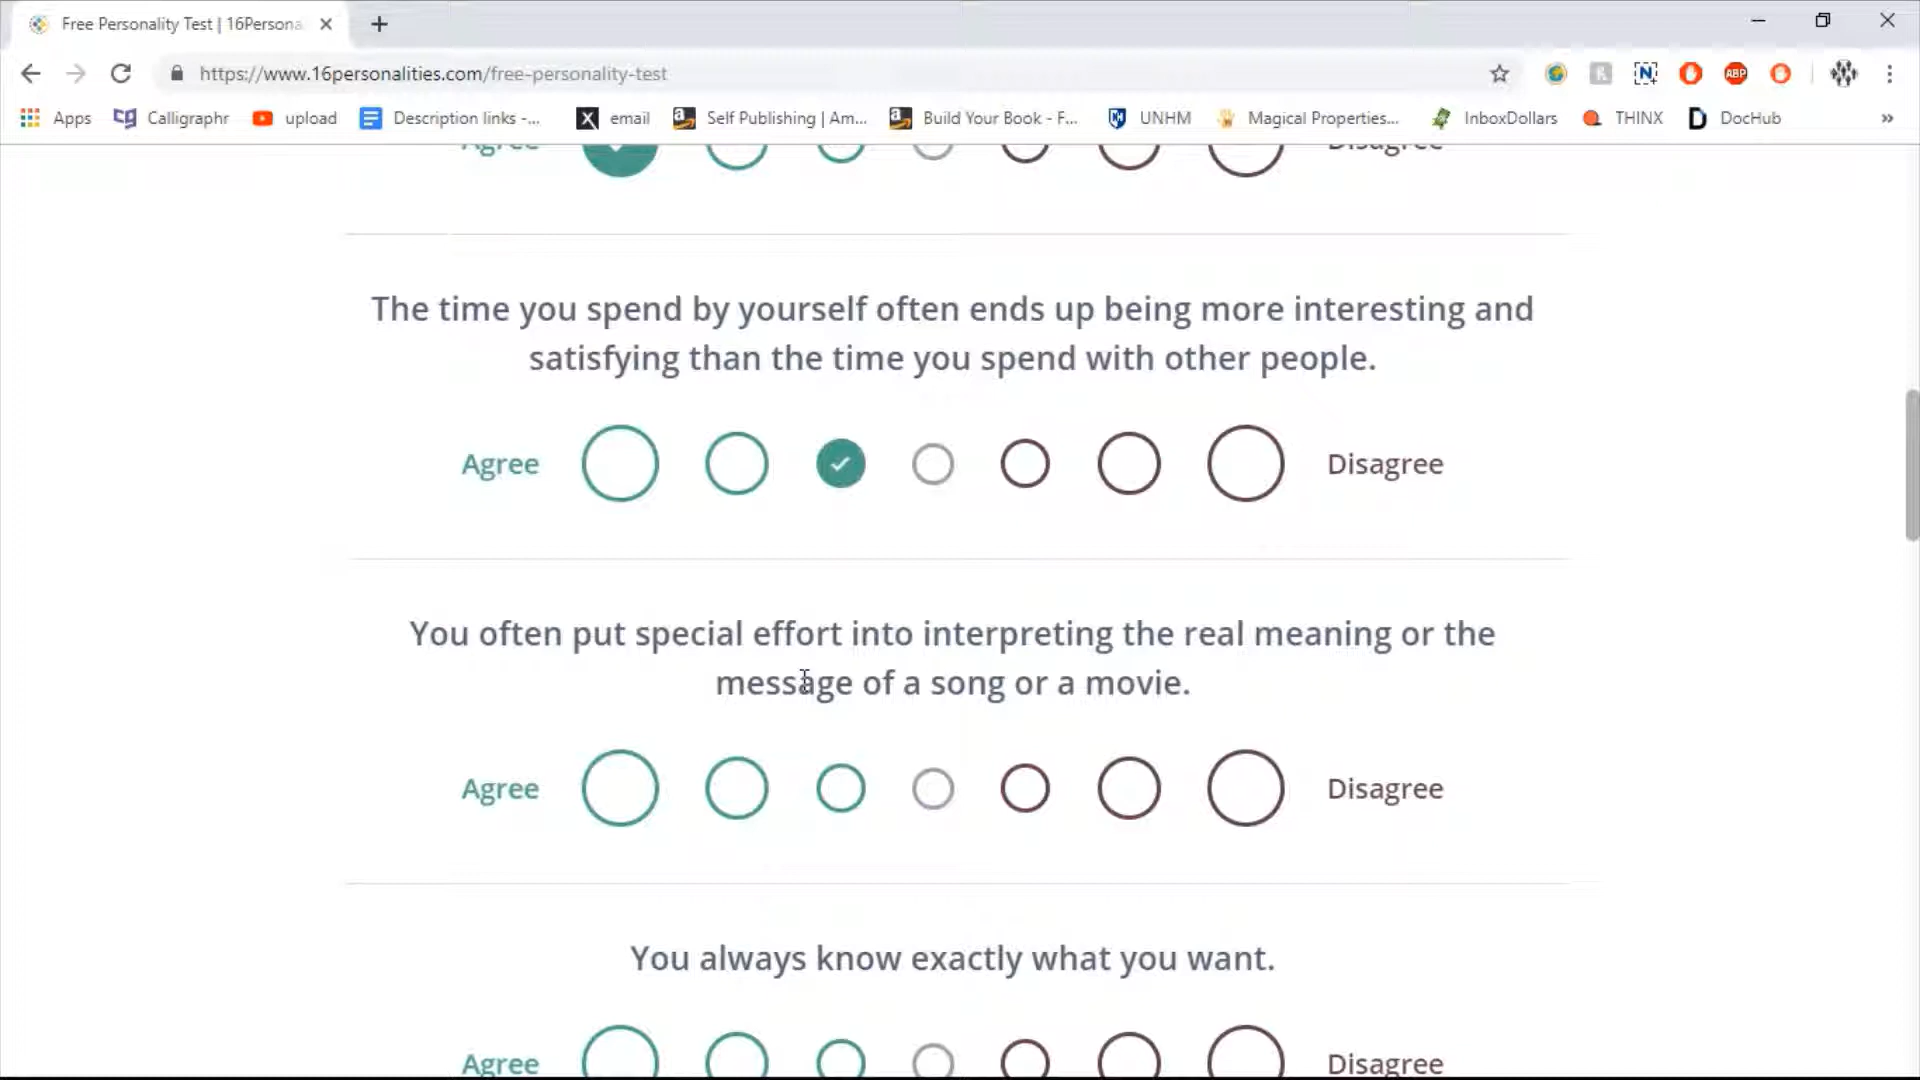 Free Personality Test | 16Persona
https://www.16personalities.com/free-personality-test
Apps Calligraphr upload Description links -... email Self Publishing | Am... Build Your Book - F... UNHM Magical Properties... InboxDollars THINX DocHub »
Agree Disagree
The time you spend by yourself often ends up being more interesting and
satisfying than the time you spend with other people.
Agree Disagree
You often put special effort into interpreting the real meaning or the
message of a song or a movie.
Agree Disagree
You always know exactly what you want.
Agree Disagree